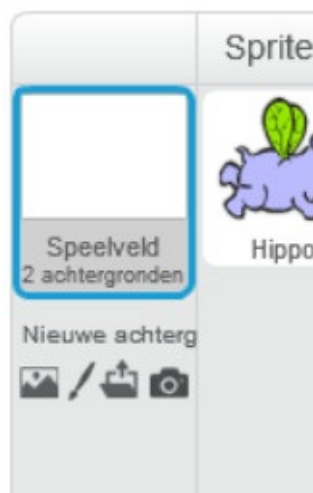 Sprite
Speelveld
2 achtergronden
Hippo
Nieuwe achterg